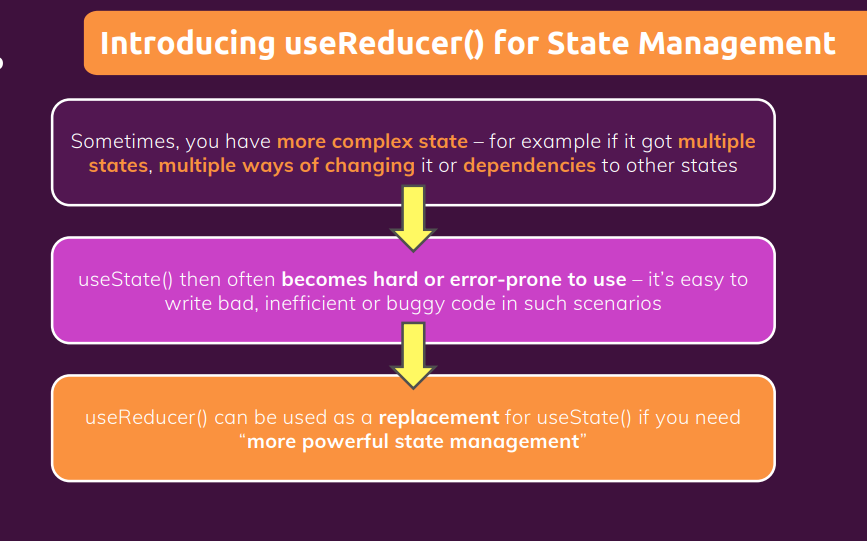 Introducing useReducer() for State Management
Sometimes, you have more complex state – for example if it got multiple
states, multiple ways of changing it or dependencies to other states
useState() then often becomes hard or error-prone to use – it's easy to
write bad, inefficient or buggy code in such scenarios
useReducer() can be used as a replacement for useState() if you need
“more powerful state management”